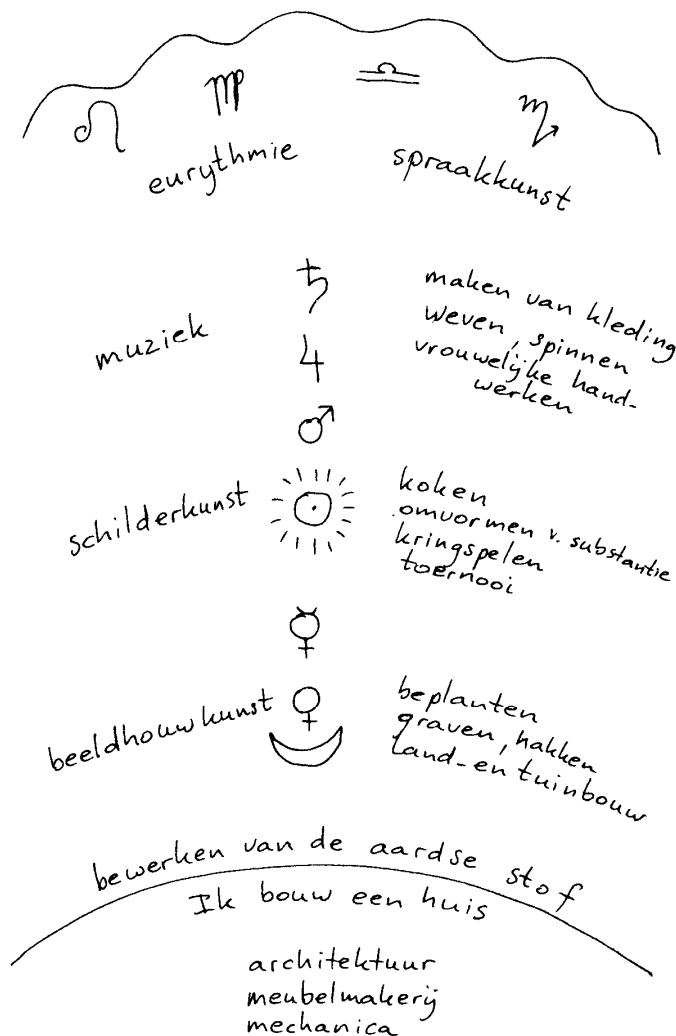 ♌ ♍ ♎ ♏
eurythmie
spraakkunst
♄
muziek
♃
♂
maken van kleding
weven, spinnen
vrouwelijke hand-
werken
schilderkunst
☉
koken
omvormen v. substantie
kringspelen
toernooi
☿
beeldhouwkunst
♀
☽
beplanten
graven, hakken
land- en tuinbouw
bewerken van de aardse stof
Ik bouw een huis
architektuur
meubelmakerij
mechanica